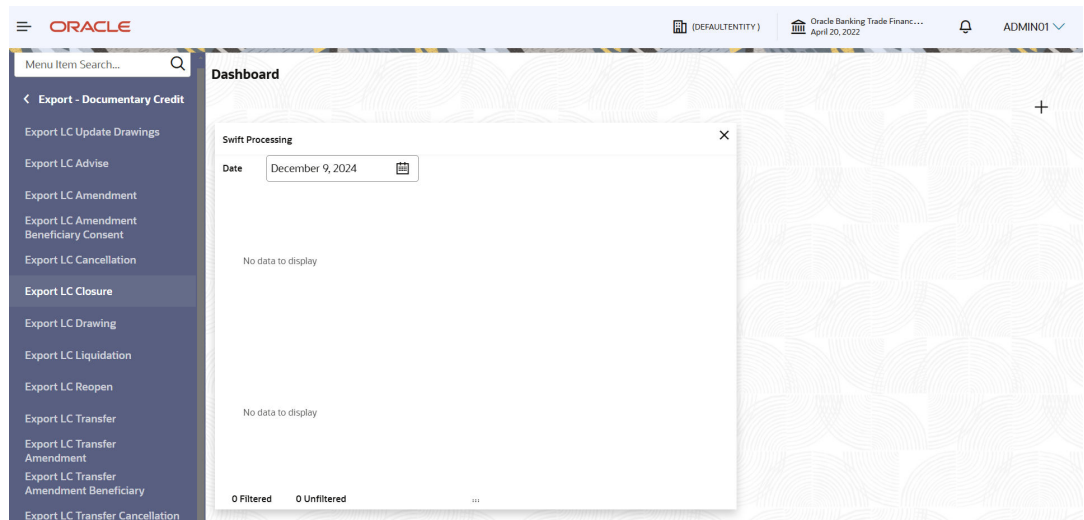 ORACLE
(DEFAULTENTITY )
Oracle Banking Trade Financ...
April 20, 2022
ADMIN01
Menu Item Search...
Export - Documentary Credit
Export LC Update Drawings
Export LC Advise
Export LC Amendment
Export LC Amendment
Beneficiary Consent
Export LC Cancellation
Export LC Closure
Export LC Drawing
Export LC Liquidation
Export LC Reopen
Export LC Transfer
Export LC Transfer
Amendment
Export LC Transfer
Amendment Beneficiary
Export LC Transfer Cancellation
Dashboard
Swift Processing
Date
December 9, 2024
No data to display
No data to display
0 Filtered 0 Unfiltered